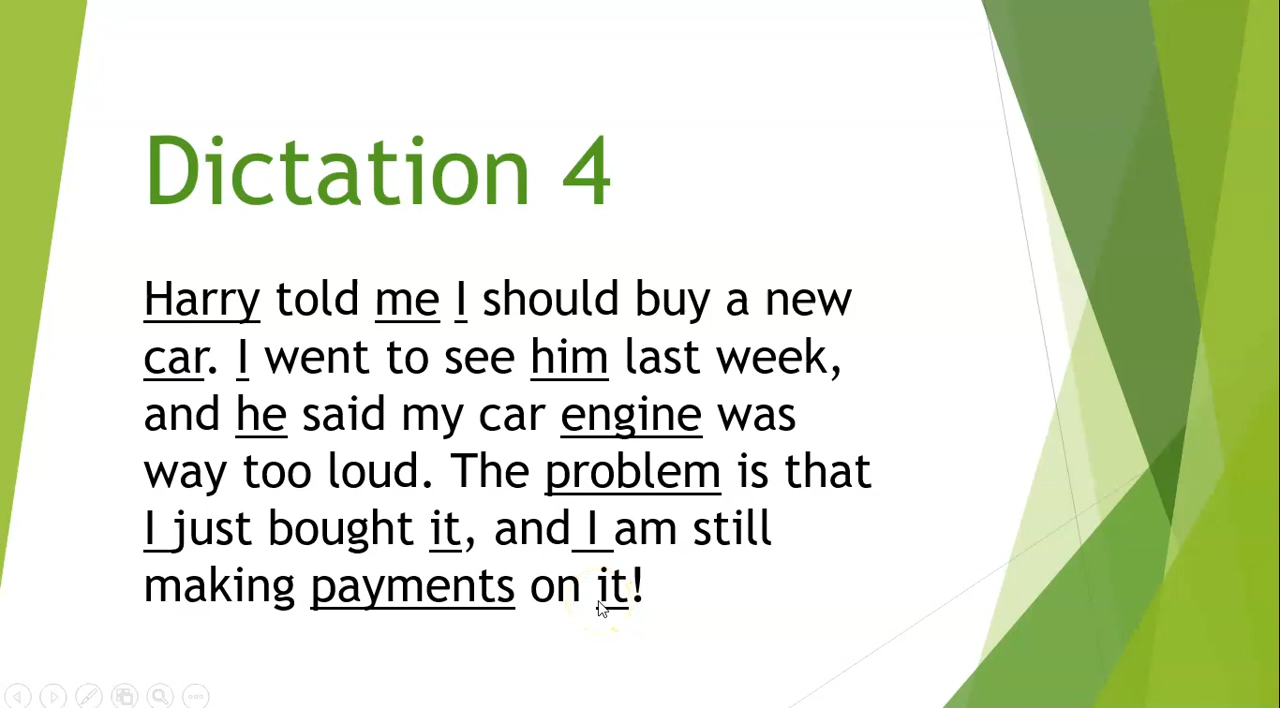 Dictation 4
Harry told me I should buy a new
car. I went to see him last week,
and he said my car engine was
way too loud. The problem is that
I just bought it, and I am still
making payments on it!